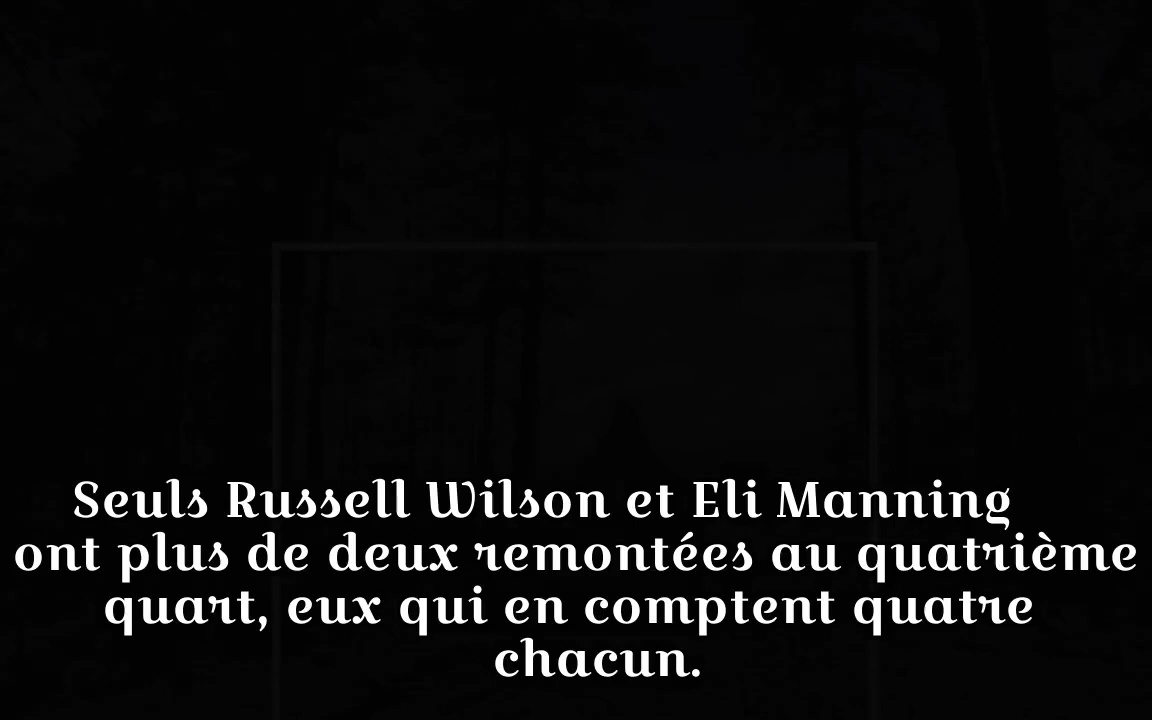 Seuls Russell Wilson et Eli Manning
ont plus de deux remontées au quatrième
quart, eux qui en comptent quatre
chacun.